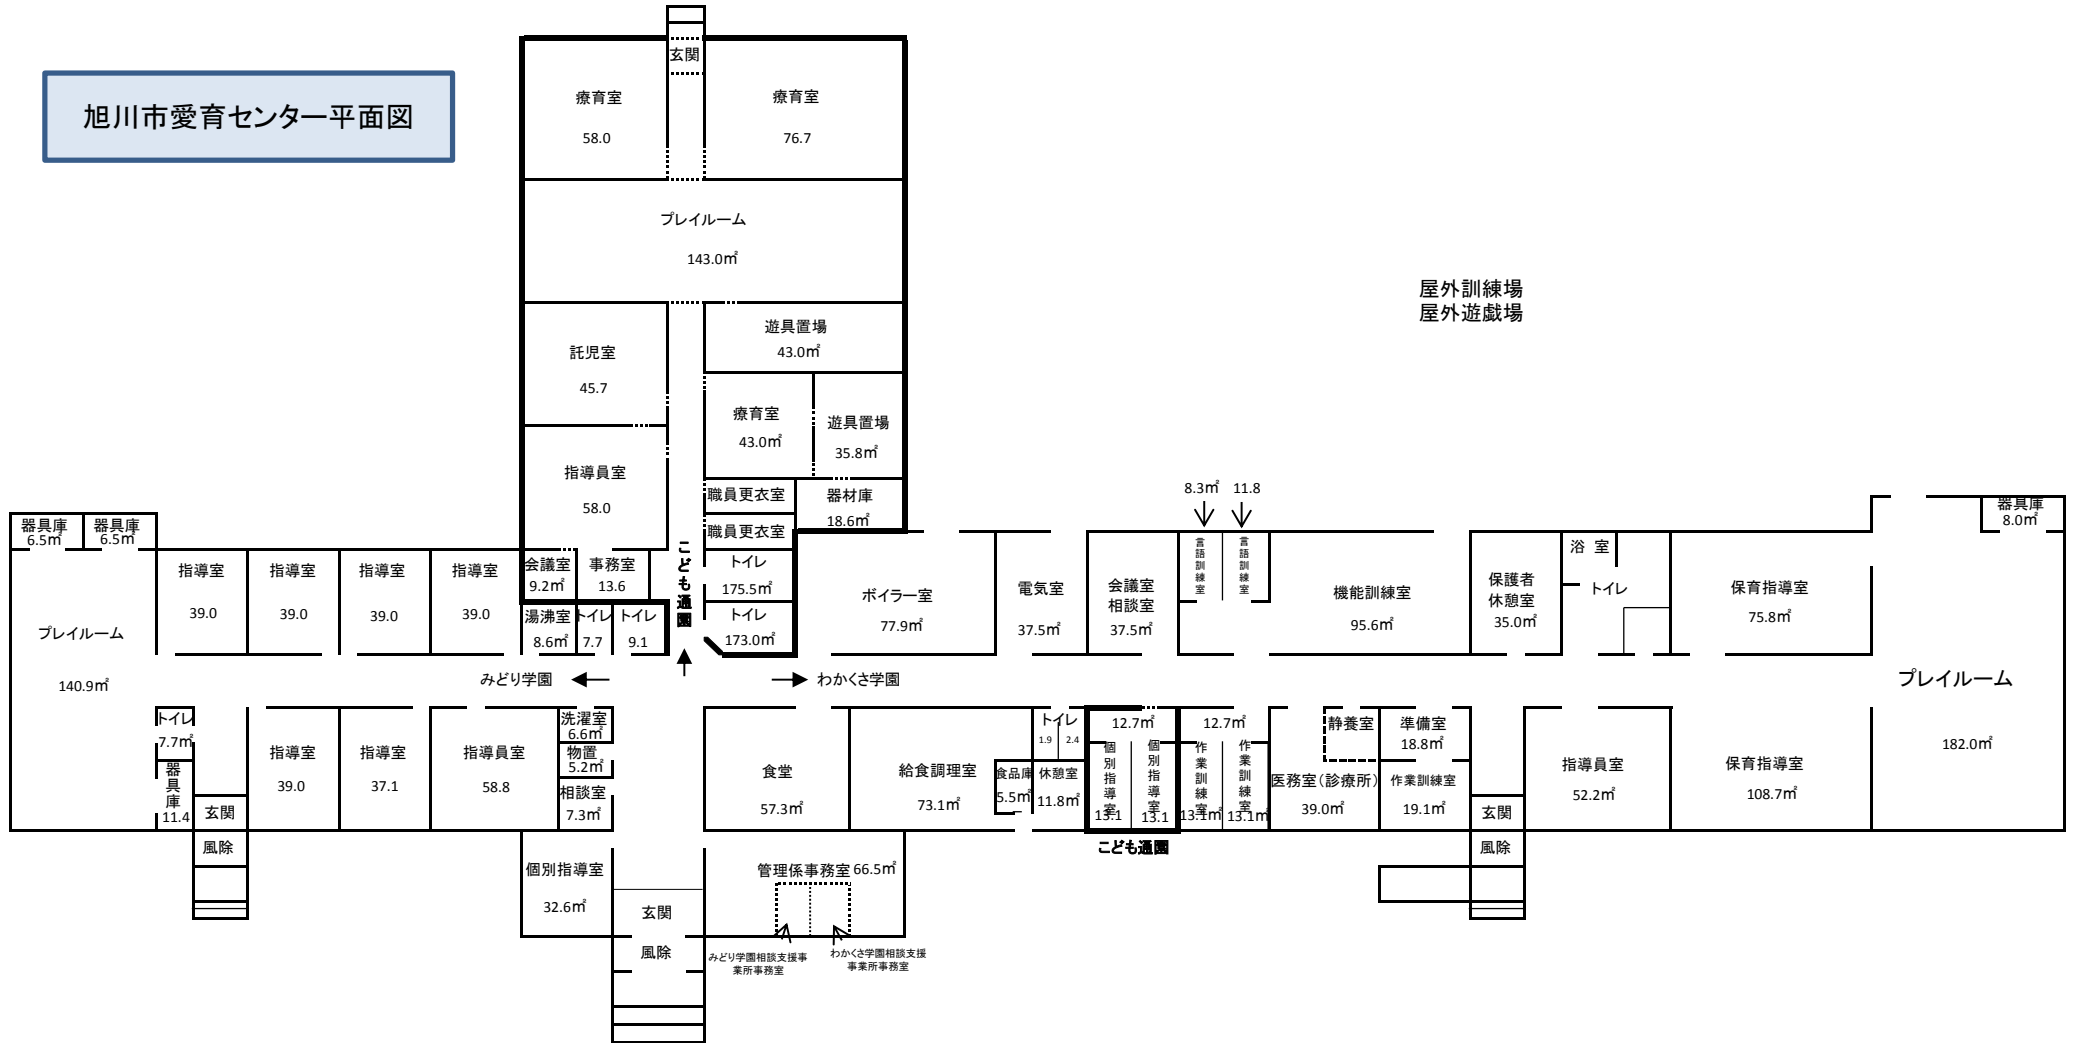 旭川市愛育センター平面図
玄関
療育室
58.0
療育室
76.7
プレイルーム
143.0㎡
屋外訓練場
屋外遊戯場
託児室
45.7
遊具置場
43.0㎡
療育室
43.0㎡
遊具置場
35.8㎡
指導員室
58.0
職員更衣室
職員更衣室
器材庫
18.6㎡
こども通園
会議室
9.2㎡
事務室
13.6
トイレ
175.5㎡
トイレ
173.0㎡
湯沸室
8.6㎡
トイレ
7.7
トイレ
9.1
器具庫
6.5㎡
器具庫
6.5㎡
プレイルーム
140.9㎡
指導室
39.0
指導室
39.0
指導室
39.0
指導室
39.0
みどり学園
わかくさ学園
ボイラー室
77.9㎡
電気室
37.5㎡
会議室
相談室
37.5㎡
8.3㎡
11.8
言語訓練室
言語訓練室
機能訓練室
95.6㎡
保護者
休憩室
35.0㎡
浴 室
トイレ
保育指導室
75.8㎡
器具庫
8.0㎡
プレイルーム
182.0㎡
トイレ
7.7㎡
器具庫
11.4
玄関
風除
指導室
39.0
指導室
37.1
指導員室
58.8
洗濯室
6.6㎡
物置
5.2㎡
相談室
7.3㎡
食堂
57.3㎡
給食調理室
73.1㎡
トイレ
1.9
2.4
食品庫
5.5㎡
休憩室
11.8㎡
12.7㎡
個別指導室
13.1
個別指導室
13.1
こども通園
12.7㎡
作業訓練室
13.1㎡
作業訓練室
13.1㎡
静養室
医務室(診療所)
39.0㎡
準備室
18.8㎡
作業訓練室
19.1㎡
玄関
風除
指導員室
52.2㎡
保育指導室
108.7㎡
個別指導室
32.6㎡
玄関
風除
管理係事務室 66.5㎡
みどり学園相談支援事
業所事務室
わかくさ学園相談支援
事業所事務室